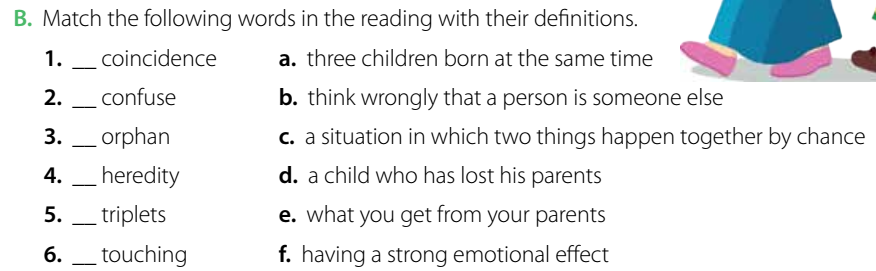 B. Match the following words in the reading with their definitions.
1. __ coincidence a. three children born at the same time
2. __ confuse b. think wrongly that a person is someone else
3. __ orphan c. a situation in which two things happen together by chance
4. __ heredity d. a child who has lost his parents
5. __ triplets e. what you get from your parents
6. __ touching f. having a strong emotional effect